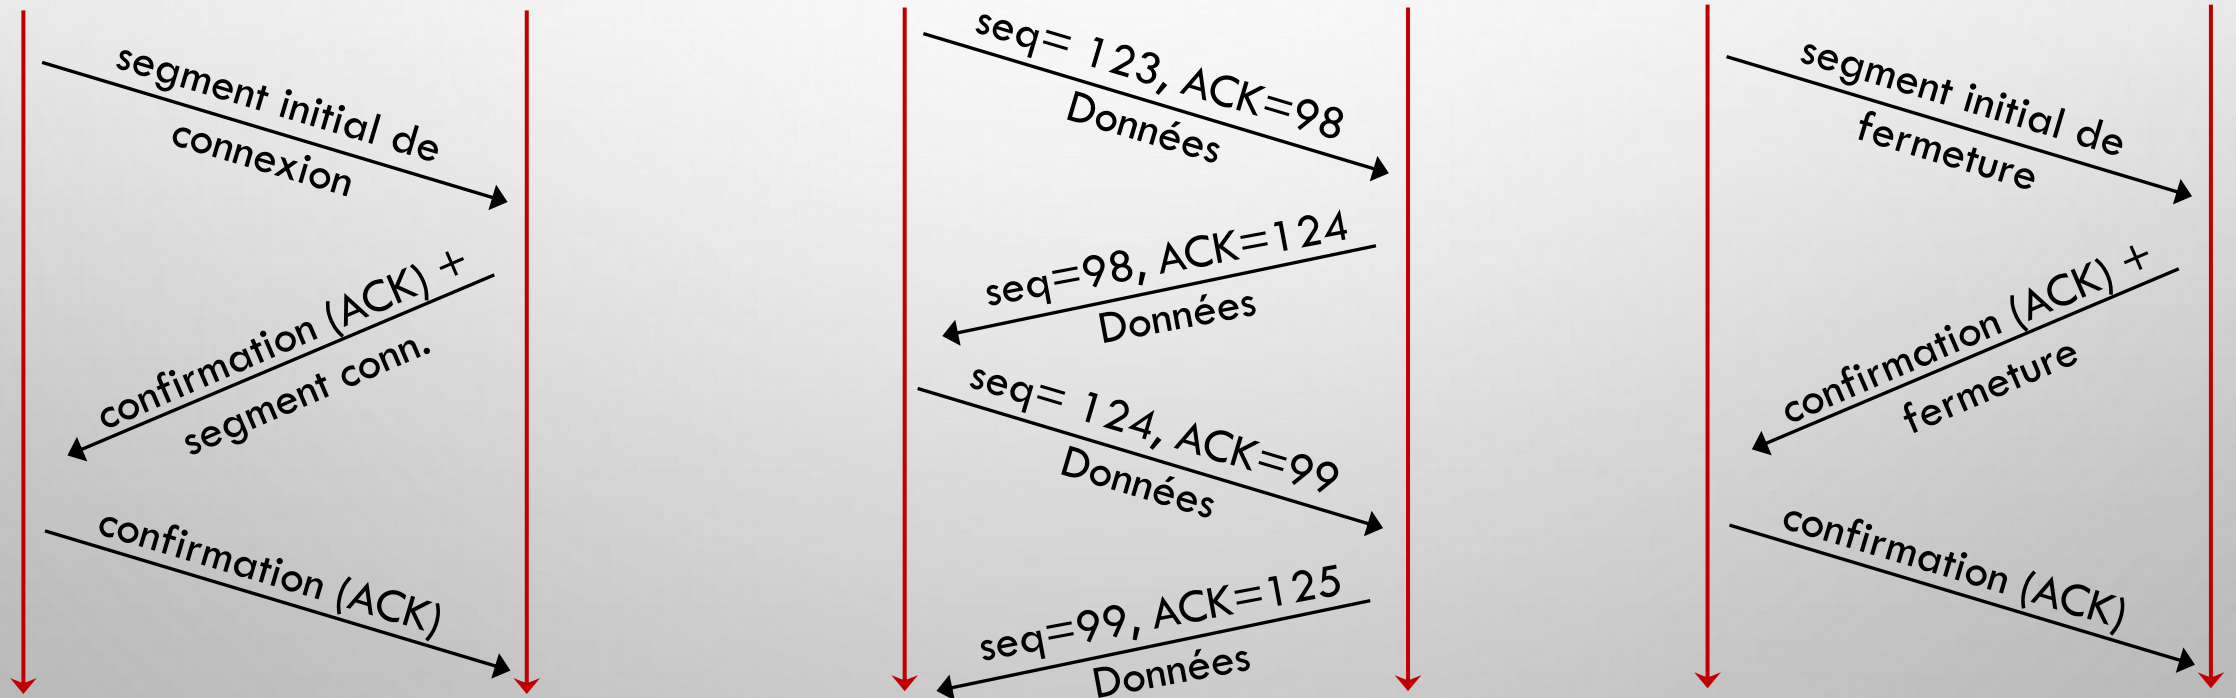 segment initial de
connexion
confirmation (ACK) +
segment conn.
confirmation (ACK)
seq= 123, ACK=98
Données
seq=98, ACK=124
Données
seq= 124, ACK=99
Données
seq=99, ACK=125
Données
segment initial de
fermeture
confirmation (ACK) +
fermeture
confirmation (ACK)